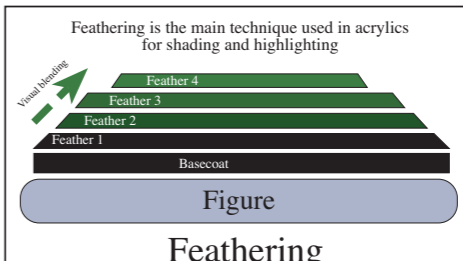 Feathering is the main technique used in acrylics
for shading and highlighting
Visual blending
Feather 4
Feather 3
Feather 2
Feather 1
Basecoat
Figure
Feathering